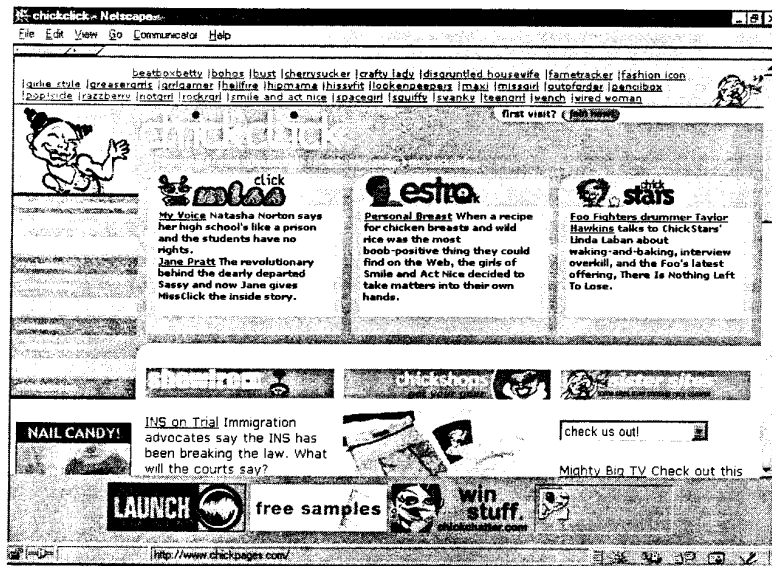 chickclick - Netscape
File Edit View Go Communicator Help
beatboxbetty | bohos | bust | cherrysucker | crafty lady | disgruntled housewife | fametracker | fashion icon
| girlie style | greasergrrls | grrlgamer | hellfire | hipmama | hissyfit | lookenpeepers | maxi | missgirl | outoforder | pencilbox
| popiside | razzberry | notgrrl | rockrgrl | smile and act nice | spacegirl | squiffy | swanky | teengrrl | wench | wired woman
first visit? join now!
click
miss
estro
chick
stars
My Voice Natasha Norton says
her high school's like a prison
and the students have no
rights.
Jane Pratt The revolutionary
behind the dearly departed
Sassy and now Jane gives
MissClick the inside story.
Personal Breast When a recipe
for chicken breasts and wild
rice was the most
boob-positive thing they could
find on the Web, the girls of
Smile and Act Nice decided to
take matters into their own
hands.
Foo Fighters drummer Taylor
Hawkins talks to ChickStars'
Linda Laban about
waking-and-baking, interview
overkill, and the Foo's latest
offering, There Is Nothing Left
To Lose.
chickshops
sister sites
NAIL CANDY!
INS on Trial Immigration
advocates say the INS has
been breaking the law. What
will the courts say?
check us out!
Mighty Big TV Check out this
LAUNCH
free samples
win
stuff.
chickchatter.com
http://www.chickpages.com/